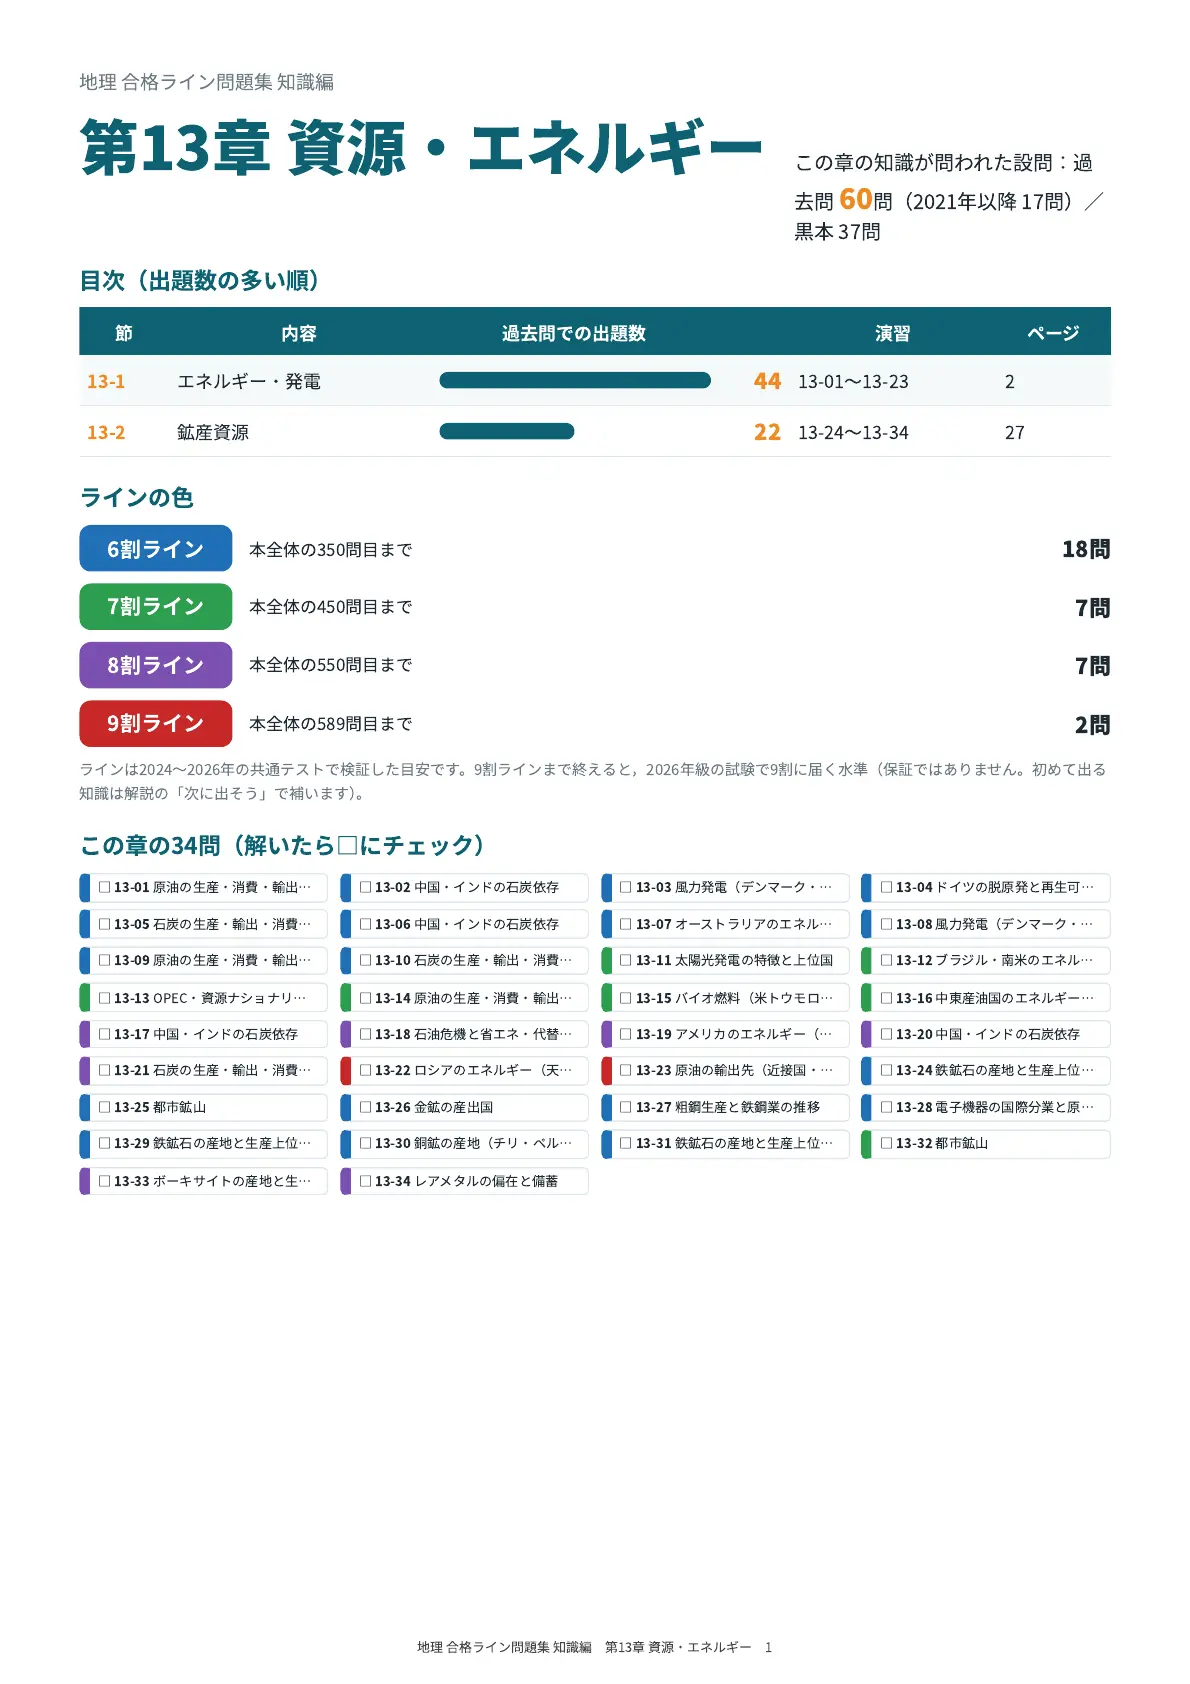 地理 合格ライン問題集 知識編
第13章 資源・エネルギー
この章の知識が問われた設問：過
去問 60問（2021年以降 17問）／
黒本 37問
目次（出題数の多い順）
節 内容 過去問での出題数 演習 ページ
13-1 エネルギー・発電 44 13-01〜13-23 2
13-2 鉱産資源 22 13-24〜13-34 27
ラインの色
6割ライン 本全体の350問目まで 18問
7割ライン 本全体の450問目まで 7問
8割ライン 本全体の550問目まで 7問
9割ライン 本全体の589問目まで 2問
ラインは2024〜2026年の共通テストで検証した目安です。9割ラインまで終えると，2026年級の試験で9割に届く水準（保証ではありません。初めて出る
知識は解説の「次に出そう」で補います）。
この章の34問（解いたら□にチェック）
□ 13-01 原油の生産・消費・輸出… □ 13-02 中国・インドの石炭依存 □ 13-03 風力発電（デンマーク・… □ 13-04 ドイツの脱原発と再生可…
□ 13-05 石炭の生産・輸出・消費… □ 13-06 中国・インドの石炭依存 □ 13-07 オーストラリアのエネル… □ 13-08 風力発電（デンマーク・…
□ 13-09 原油の生産・消費・輸出… □ 13-10 石炭の生産・輸出・消費… □ 13-11 太陽光発電の特徴と上位国 □ 13-12 ブラジル・南米のエネル…
□ 13-13 OPEC・資源ナショナリ… □ 13-14 原油の生産・消費・輸出… □ 13-15 バイオ燃料（米トウモロ… □ 13-16 中東産油国のエネルギー…
□ 13-17 中国・インドの石炭依存 □ 13-18 石油危機と省エネ・代替… □ 13-19 アメリカのエネルギー（… □ 13-20 中国・インドの石炭依存
□ 13-21 石炭の生産・輸出・消費… □ 13-22 ロシアのエネルギー（天… □ 13-23 原油の輸出先（近接国・… □ 13-24 鉄鉱石の産地と生産上位…
□ 13-25 都市鉱山 □ 13-26 金鉱の産出国 □ 13-27 粗鋼生産と鉄鋼業の推移 □ 13-28 電子機器の国際分業と原…
□ 13-29 鉄鉱石の産地と生産上位… □ 13-30 銅鉱の産地（チリ・ペル… □ 13-31 鉄鉱石の産地と生産上位… □ 13-32 都市鉱山
□ 13-33 ボーキサイトの産地と生… □ 13-34 レアメタルの偏在と備蓄
地理 合格ライン問題集 知識編　第13章 資源・エネルギー　1